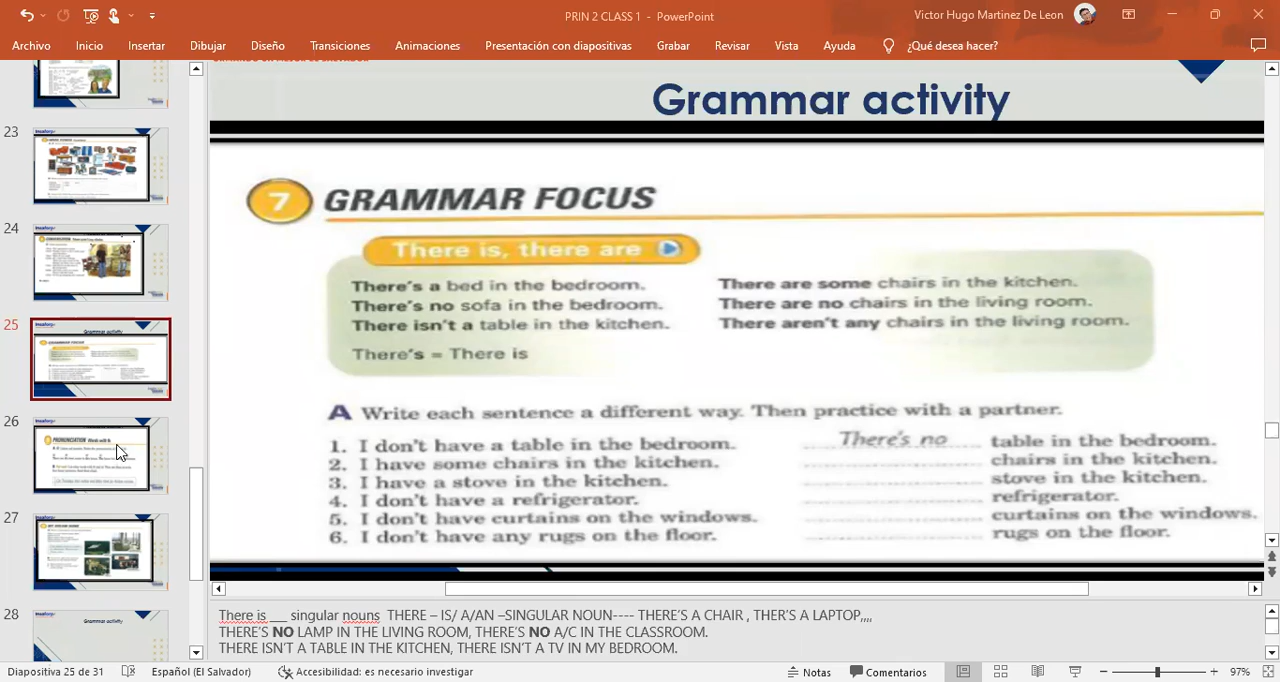 PRIN 2 CLASS 1 - PowerPoint
Victor Hugo Martinez De Leon
Archivo Inicio Insertar Dibujar Diseño Transiciones Animaciones Presentación con diapositivas Grabar Revisar Vista Ayuda ¿Qué desea hacer?
Grammar activity
7 GRAMMAR FOCUS
There is, there are
There's a bed in the bedroom. There are some chairs in the kitchen.
There's no sofa in the bedroom. There are no chairs in the living room.
There isn't a table in the kitchen. There aren't any chairs in the living room.
There's = There is
A Write each sentence a different way. Then practice with a partner.
1. I don't have a table in the bedroom. There's no table in the bedroom.
2. I have some chairs in the kitchen. chairs in the kitchen.
3. I have a stove in the kitchen. stove in the kitchen.
4. I don't have a refrigerator. refrigerator.
5. I don't have curtains on the windows. curtains on the windows.
6. I don't have any rugs on the floor. rugs on the floor.
23
24
25
Grammar activity
GRAMMAR FOCUS
26
PRONUNCIATION
27
28
Grammar activity
There is ___ singular nouns THERE – IS/ A/AN –SINGULAR NOUN---- THERE'S A CHAIR , THER'S A LAPTOP,,,,
THERE'S NO LAMP IN THE LIVING ROOM, THERE'S NO A/C IN THE CLASSROOM.
THERE ISN'T A TABLE IN THE KITCHEN, THERE ISN'T A TV IN MY BEDROOM.
Diapositiva 25 de 31 Español (El Salvador) Accesibilidad: es necesario investigar Notas Comentarios 97%